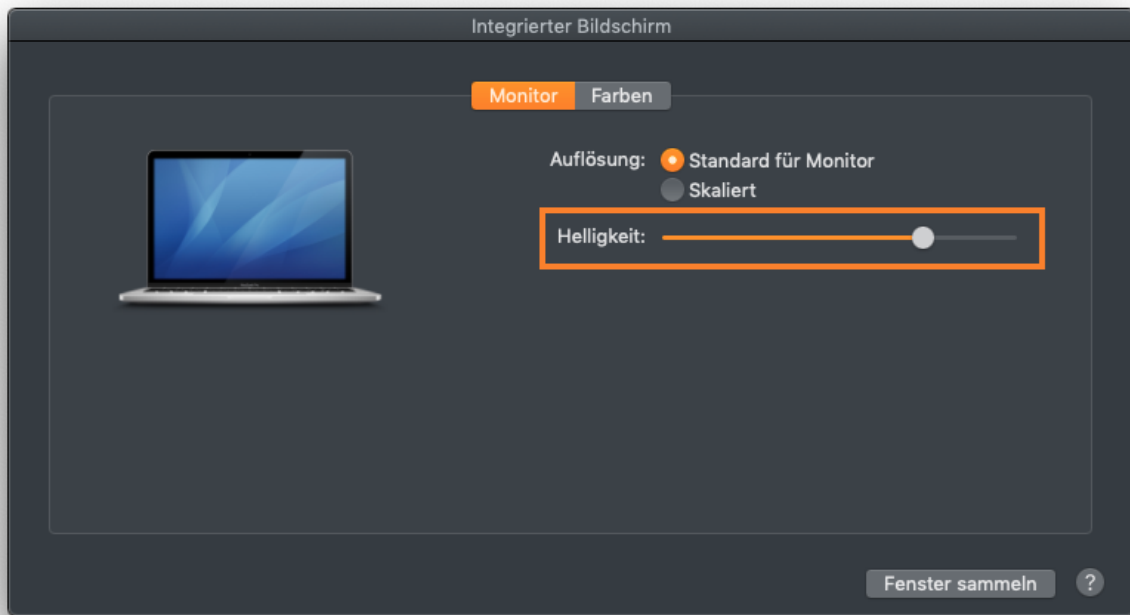 Integrierter Bildschirm
Monitor Farben
Auflösung: Standard für Monitor
Skaliert
Helligkeit:
Fenster sammeln ?